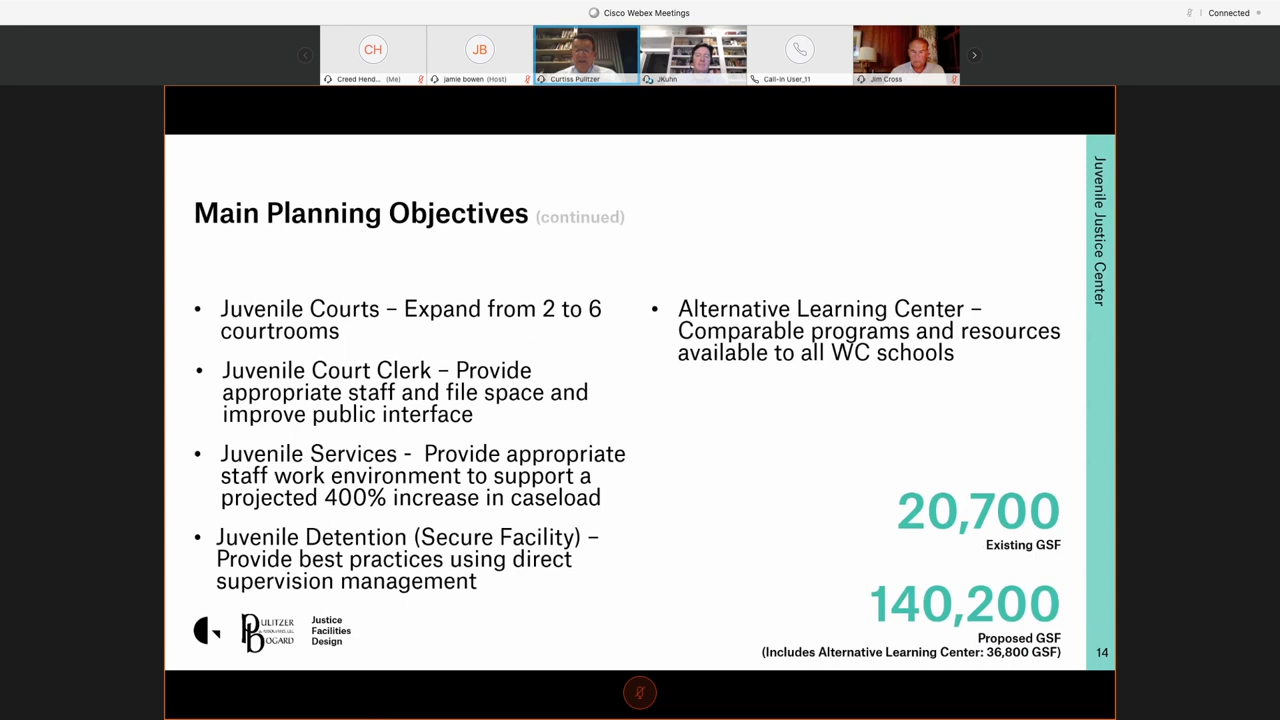 Cisco Webex Meetings
Connected
CH
JB
Creed Hend... (Me)
jamie bowen (Host)
Curtiss Pulitzer
JKuhn
Call-in User_11
Jim Cross
Juvenile Justice Center
Main Planning Objectives (continued)
• Juvenile Courts – Expand from 2 to 6
courtrooms
• Juvenile Court Clerk – Provide
appropriate staff and file space and
improve public interface
• Juvenile Services - Provide appropriate
staff work environment to support a
projected 400% increase in caseload
• Juvenile Detention (Secure Facility) –
Provide best practices using direct
supervision management
• Alternative Learning Center –
Comparable programs and resources
available to all WC schools
20,700
Existing GSF
140,200
Proposed GSF
(Includes Alternative Learning Center: 36,800 GSF)
PULITZER
BOGARD
Justice
Facilities
Design
14